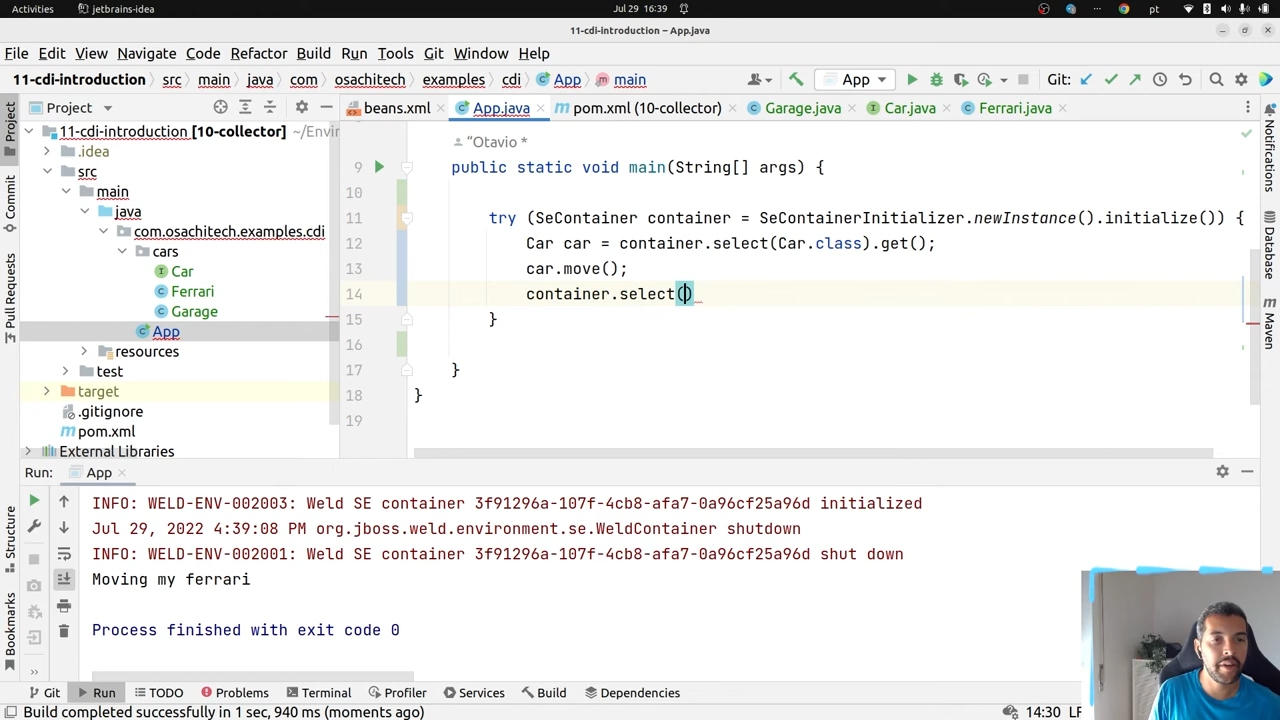 Activities
jetbrains-idea
Jul 29 16:39
pt
11-cdi-introduction – App.java
File Edit View Navigate Code Refactor Build Run Tools Git Window Help
11-cdi-introduction src main java com osachitech examples cdi App main
App
Git:
Project
beans.xml App.java pom.xml (10-collector) Garage.java Car.java Ferrari.java
11-cdi-introduction [10-collector] ~/Envir
.idea
src
main
java
com.osachitech.examples.cdi
cars
Car
Ferrari
Garage
App
resources
test
target
.gitignore
pom.xml
External Libraries
"Otavio *
9 public static void main(String[] args) {
10
11 try (SeContainer container = SeContainerInitializer.newInstance().initialize()) {
12 Car car = container.select(Car.class).get();
13 car.move();
14 container.select()
15 }
16
17 }
18 }
19
Project
Commit
Pull Requests
Structure
Bookmarks
Notifications
Database
Maven
Run: App
INFO: WELD-ENV-002003: Weld SE container 3f91296a-107f-4cb8-afa7-0a96cf25a96d initialized
Jul 29, 2022 4:39:08 PM org.jboss.weld.environment.se.WeldContainer shutdown
INFO: WELD-ENV-002001: Weld SE container 3f91296a-107f-4cb8-afa7-0a96cf25a96d shut down
Moving my ferrari
Process finished with exit code 0
Git Run TODO Problems Terminal Profiler Services Build Dependencies
Build completed successfully in 1 sec, 940 ms (moments ago)
14:30 LF